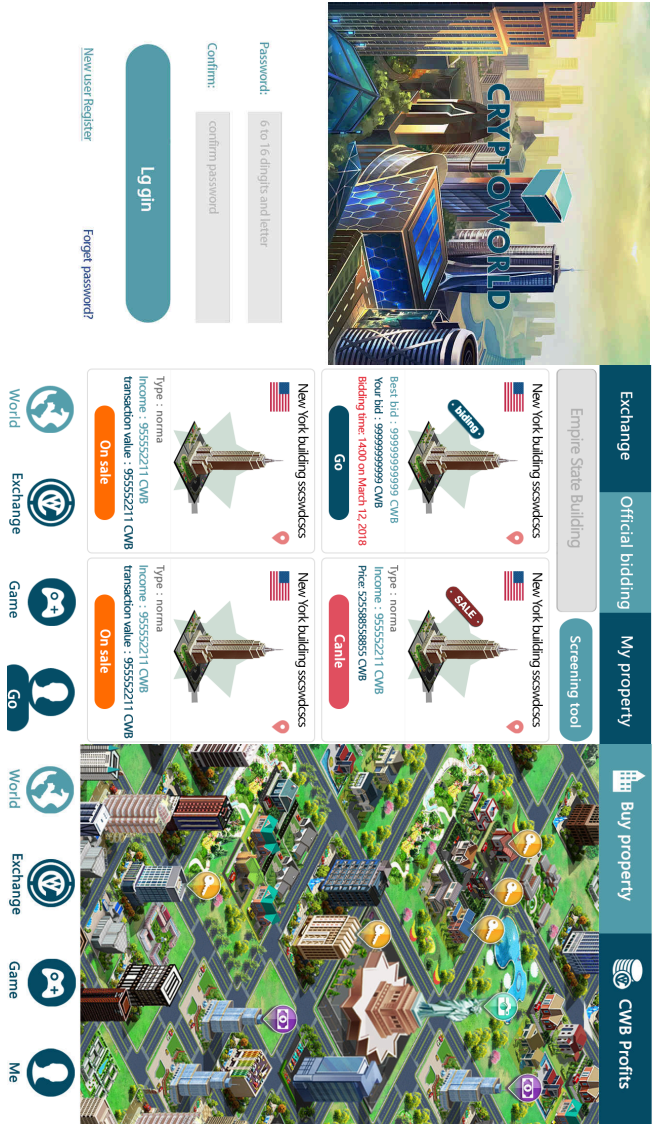 CRYPTOWORLD
Password:
6 to 16 dingits and letter
Confirm:
confirm password
Lg gin
New user Register
Forget password?
Exchange
Official bidding
My property
Empire State Building
Screening tool
New York building sscswdcscs
biding
Best bid : 99999999999 CWB
Your bid : 99999999999 CWB
Bidding time: 14:00 on March 12, 2018
Go
New York building sscswdcscs
SALE
Type : norma
Income : 955552211 CWB
Price: 525588558855 CWB
Canle
New York building sscswdcscs
Type : norma
Income : 955552211 CWB
transaction value : 955552211 CWB
On sale
New York building sscswdcscs
Type : norma
Income : 955552211 CWB
transaction value : 955552211 CWB
On sale
World
Exchange
Game
Go
Buy property
CWB Profits
World
Exchange
Game
Me